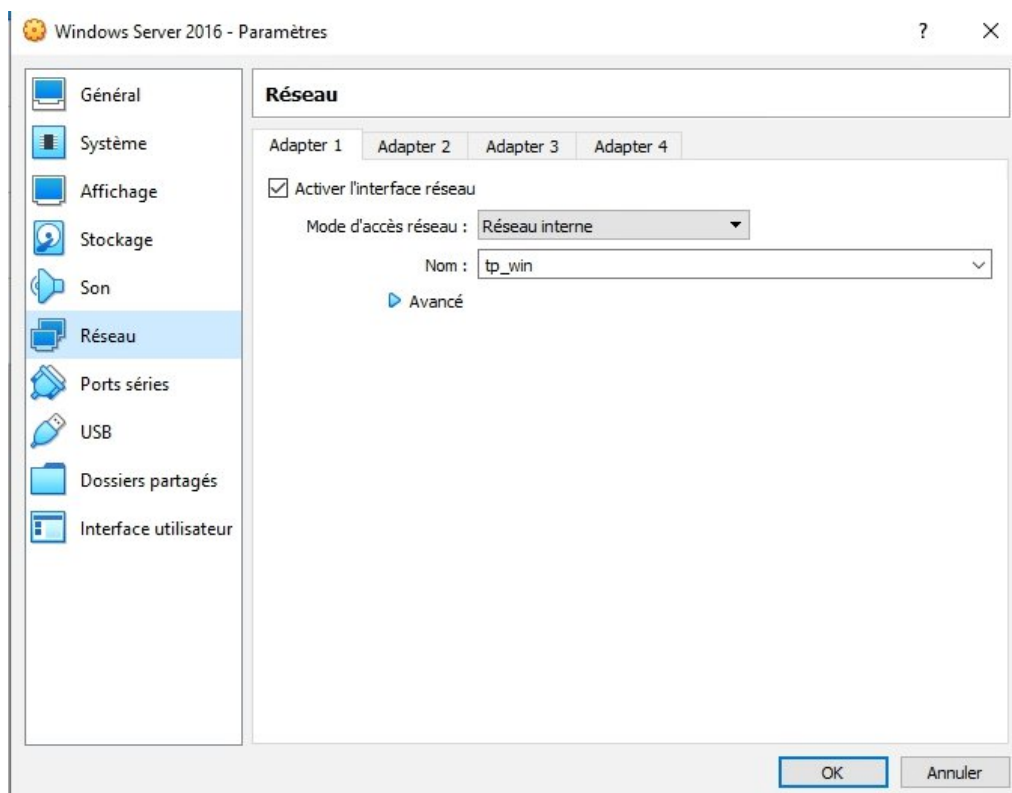 Windows Server 2016 - Paramètres ? ×
Général
Système
Affichage
Stockage
Son
Réseau
Ports séries
USB
Dossiers partagés
Interface utilisateur
Réseau
Adapter 1 Adapter 2 Adapter 3 Adapter 4
Activer l'interface réseau
Mode d'accès réseau : Réseau interne
Nom : tp_win
Avancé
OK Annuler